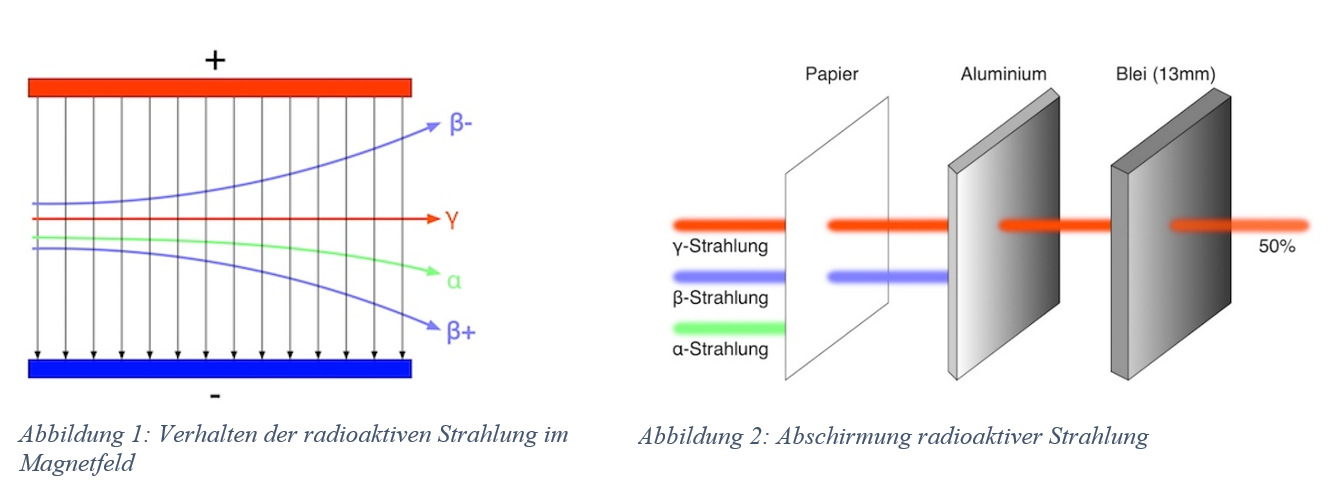 +
β-
γ
α
β+
-
Abbildung 1: Verhalten der radioaktiven Strahlung im
Magnetfeld
Papier
Aluminium
Blei (13mm)
γ-Strahlung
50%
β-Strahlung
α-Strahlung
Abbildung 2: Abschirmung radioaktiver Strahlung